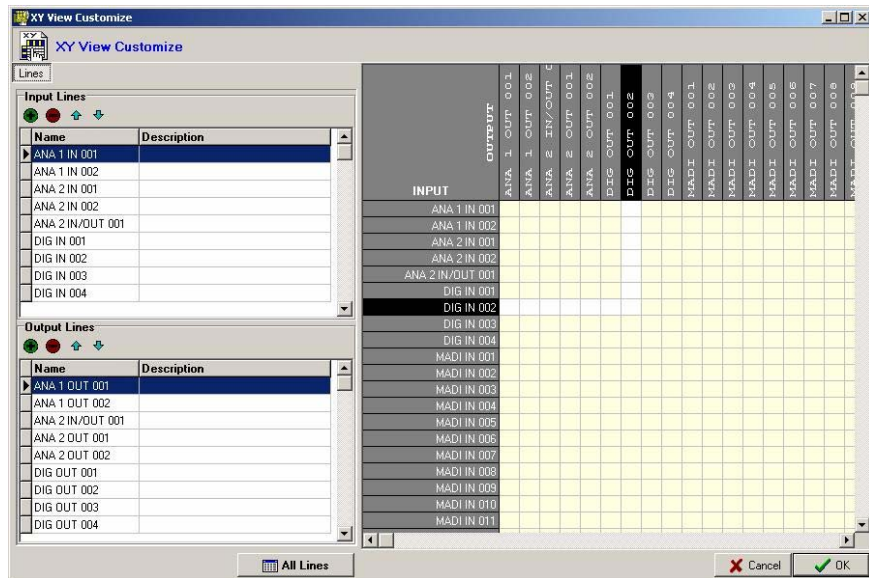 XY View Customize
XY
XY View Customize
Lines
Input Lines
Name Description
ANA 1 IN 001
ANA 1 IN 002
ANA 2 IN 001
ANA 2 IN 002
ANA 2 IN/OUT 001
DIG IN 001
DIG IN 002
DIG IN 003
DIG IN 004
Output Lines
Name Description
ANA 1 OUT 001
ANA 1 OUT 002
ANA 2 IN/OUT 001
ANA 2 OUT 001
ANA 2 OUT 002
DIG OUT 001
DIG OUT 002
DIG OUT 003
DIG OUT 004
All Lines
OUTPUT
INPUT
ANA 1 OUT 001
ANA 1 OUT 002
ANA 2 IN/OUT
ANA 2 OUT 001
ANA 2 OUT 002
DIG OUT 001
DIG OUT 002
DIG OUT 003
DIG OUT 004
MADI OUT 001
MADI OUT 002
MADI OUT 003
MADI OUT 004
MADI OUT 005
MADI OUT 006
MADI OUT 007
MADI OUT 008
MADI OUT 009
ANA 1 IN 001
ANA 1 IN 002
ANA 2 IN 001
ANA 2 IN 002
ANA 2 IN/OUT 001
DIG IN 001
DIG IN 002
DIG IN 003
DIG IN 004
MADI IN 001
MADI IN 002
MADI IN 003
MADI IN 004
MADI IN 005
MADI IN 006
MADI IN 007
MADI IN 008
MADI IN 009
MADI IN 010
MADI IN 011
Cancel
OK